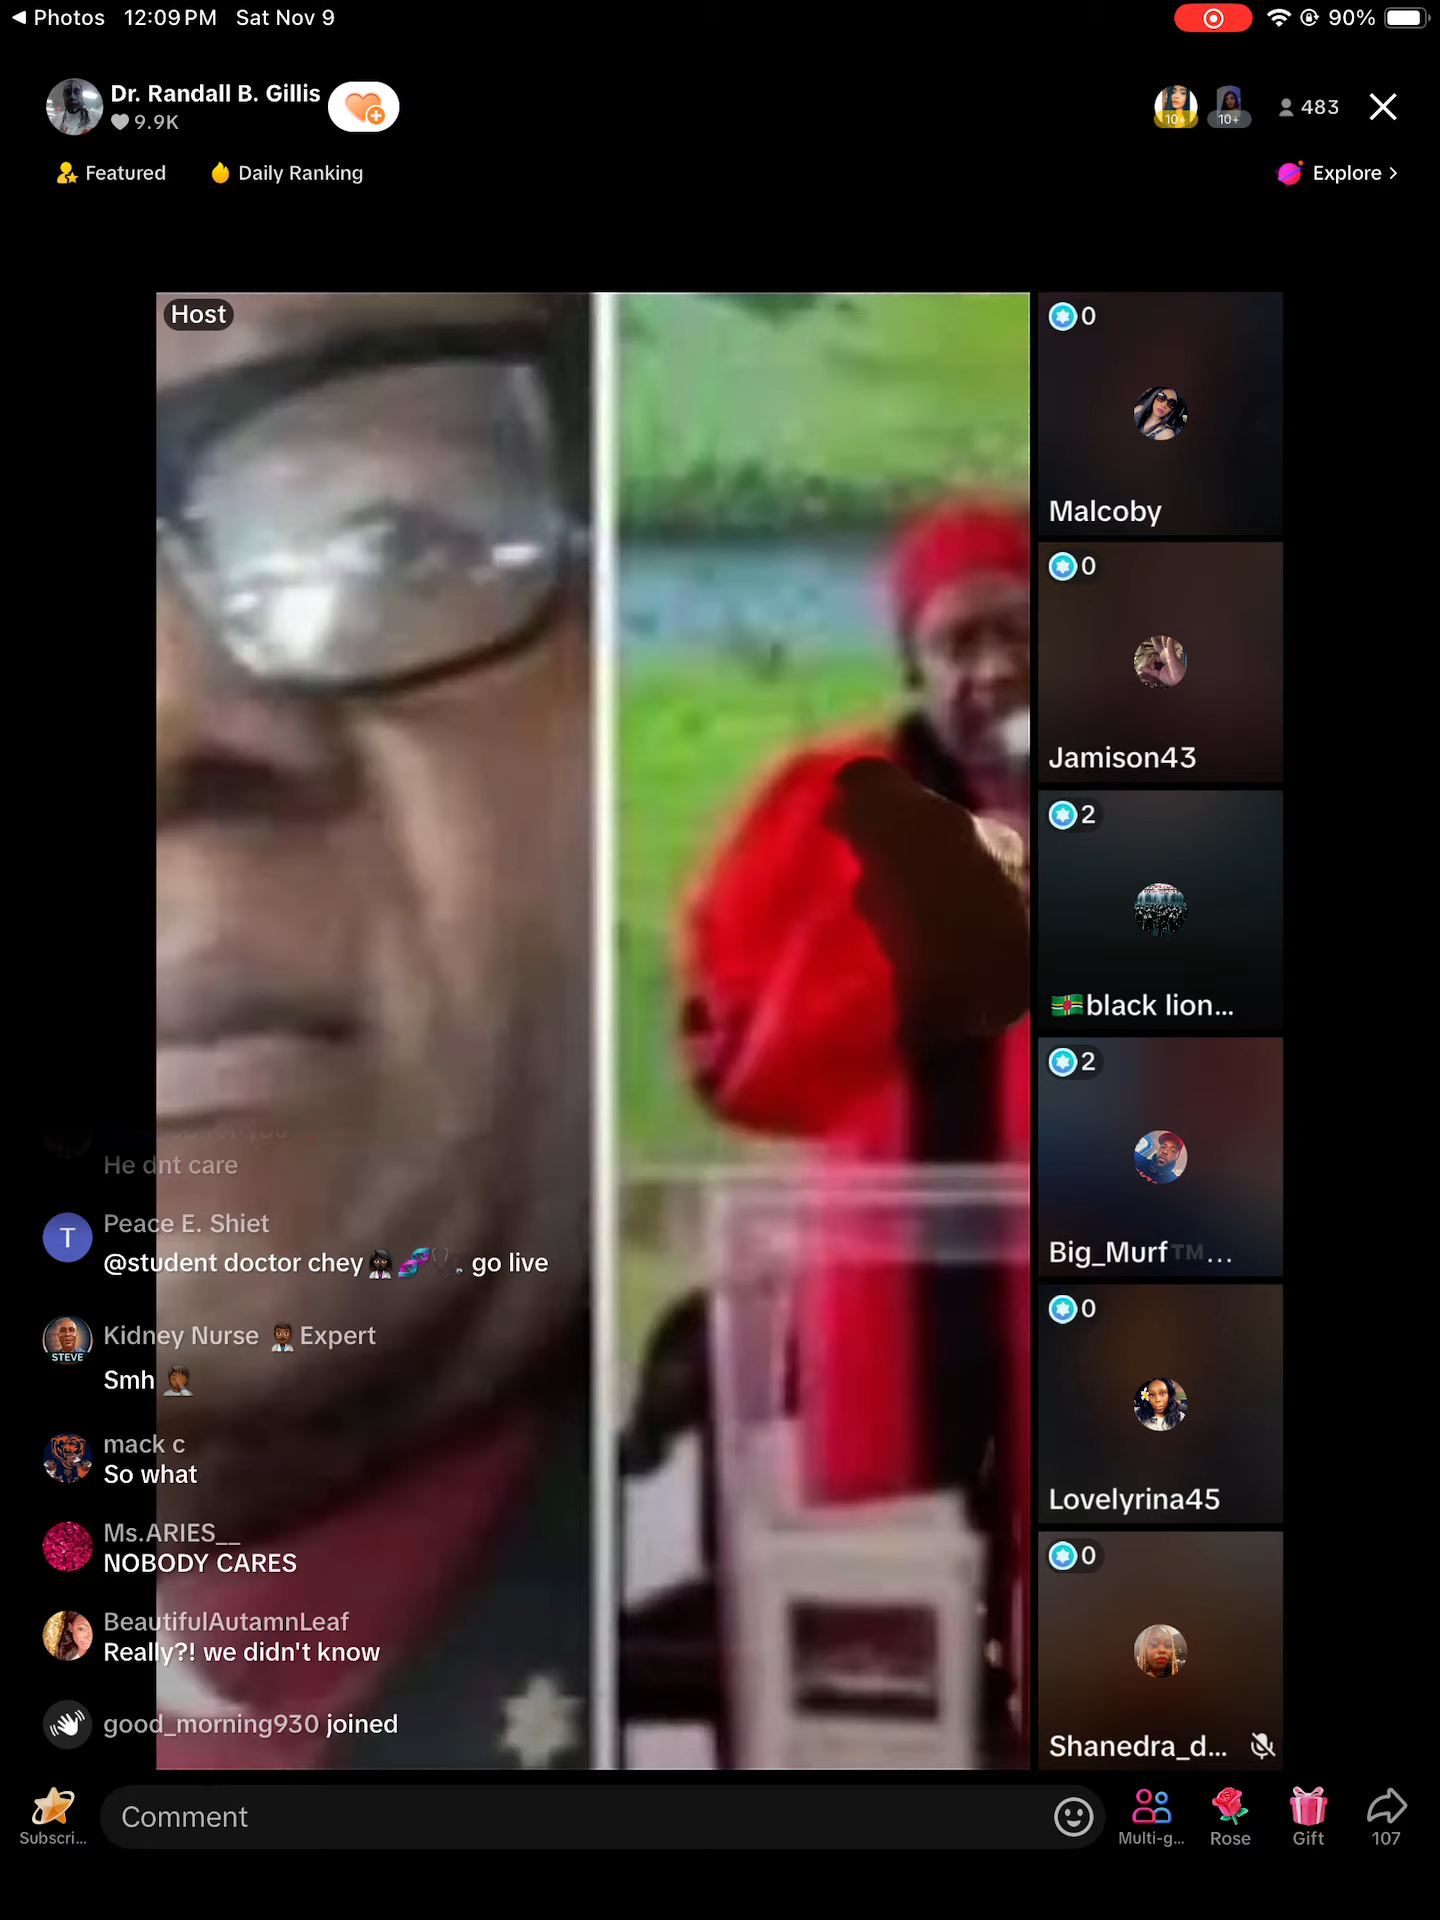 Photos 12:09 PM Sat Nov 9
90%
Dr. Randall B. Gillis
9.9K
10+
10+
483
Featured
Daily Ranking
Explore
Host
0
Malcoby
0
Jamison43
2
black lion...
2
Big_Murf™...
0
Lovelyrina45
0
Shanedra_d...
He dnt care
T
Peace E. Shiet
@student doctor chey go live
STEVE
Kidney Nurse Expert
Smh
mack c
So what
Ms.ARIES__
NOBODY CARES
BeautifulAutamnLeaf
Really?! we didn't know
good_morning930 joined
Subscri...
Comment
Multi-g...
Rose
Gift
107